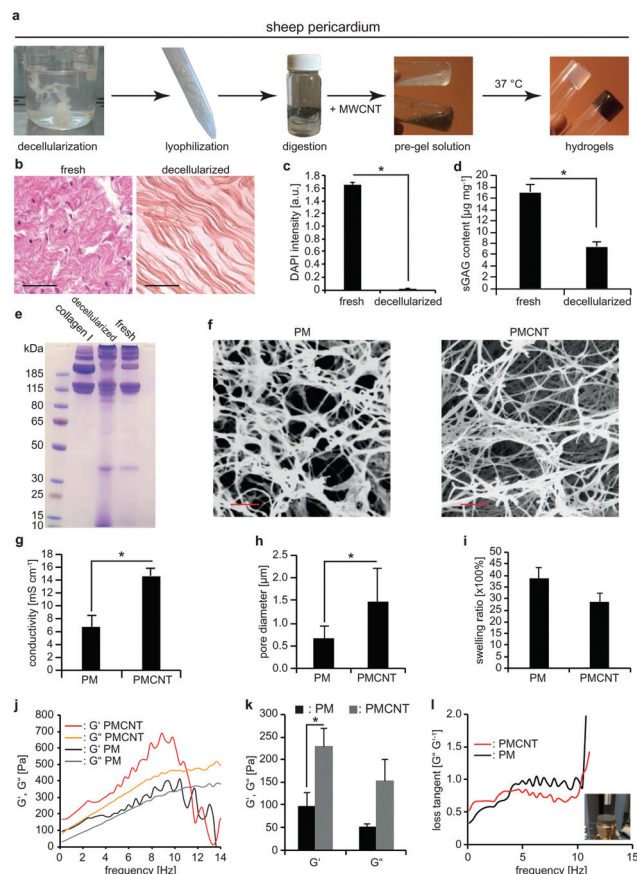 a
sheep pericardium
+ MWCNT
37 °C
decellularization
lyophilization
digestion
pre-gel solution
hydrogels
b
fresh
decellularized
c
DAPI intensity [a.u.]
1.8
1.6
1.4
1.2
1.0
0.8
0.6
0.4
0.2
0
*
fresh
decellularized
d
sGAG content [µg mg⁻¹]
20
18
16
14
12
10
8
6
4
2
0
*
fresh
decellularized
e
collagen I
decellularized
fresh
kDa
185
115
80
65
50
30
25
15
10
f
PM
PMCNT
g
conductivity [mS cm⁻¹]
16
14
12
10
8
6
4
2
0
*
PM
PMCNT
h
pore diameter [µm]
2.5
2.0
1.5
1.0
0.5
0
*
PM
PMCNT
i
swelling ratio [x100%]
50
45
40
35
30
25
20
15
10
5
0
PM
PMCNT
j
G', G" [Pa]
800
700
600
500
400
300
200
100
0
: G' PMCNT
: G" PMCNT
: G' PM
: G" PM
0 2 4 6 8 10 12 14
frequency [Hz]
k
: PM : PMCNT
G', G" [Pa]
300
250
200
150
100
50
0
*
G' G"
l
loss tangent [G" G'⁻¹]
2.0
1.5
1.0
0.5
0
: PMCNT
: PM
0 5 10 15
frequency [Hz]